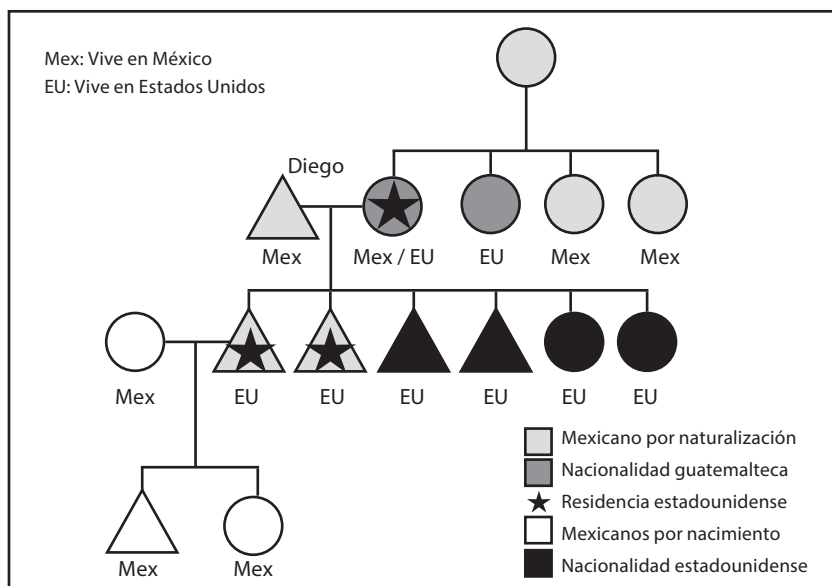 Mex: Vive en México
EU: Vive en Estados Unidos
Diego
Mex
Mex / EU
EU
Mex
Mex
Mex
EU
EU
EU
EU
EU
EU
Mex
Mex
Mexicano por naturalización
Nacionalidad guatemalteca
Residencia estadounidense
Mexicanos por nacimiento
Nacionalidad estadounidense